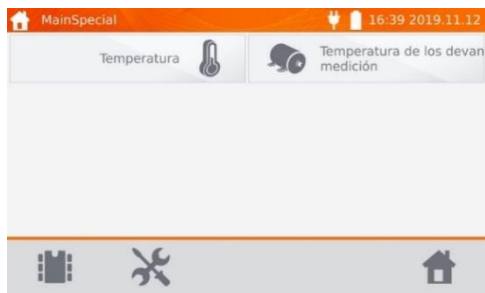 MainSpecial
16:39 2019.11.12
Temperatura
Temperatura de los devan
medición